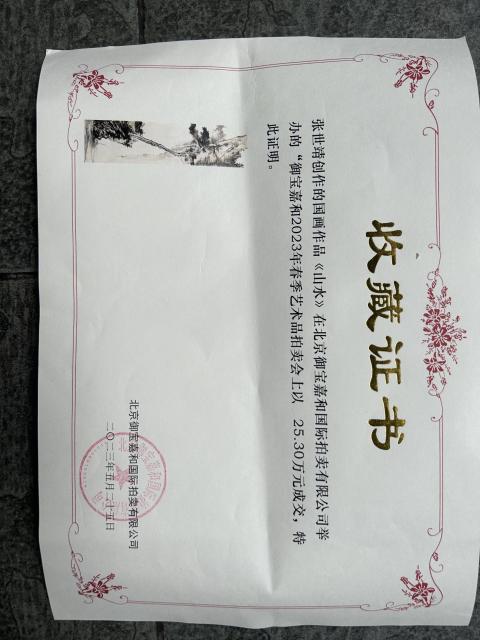 收藏证书
张世靖创作的国画作品《山水》在北京御宝嘉和国际拍卖有限公司举
办的“御宝嘉和2023年春季艺术品拍卖会上以 25.30万元成交，特
此证明。
北京御宝嘉和国际拍卖有限公司
二〇二三年五月二十五日